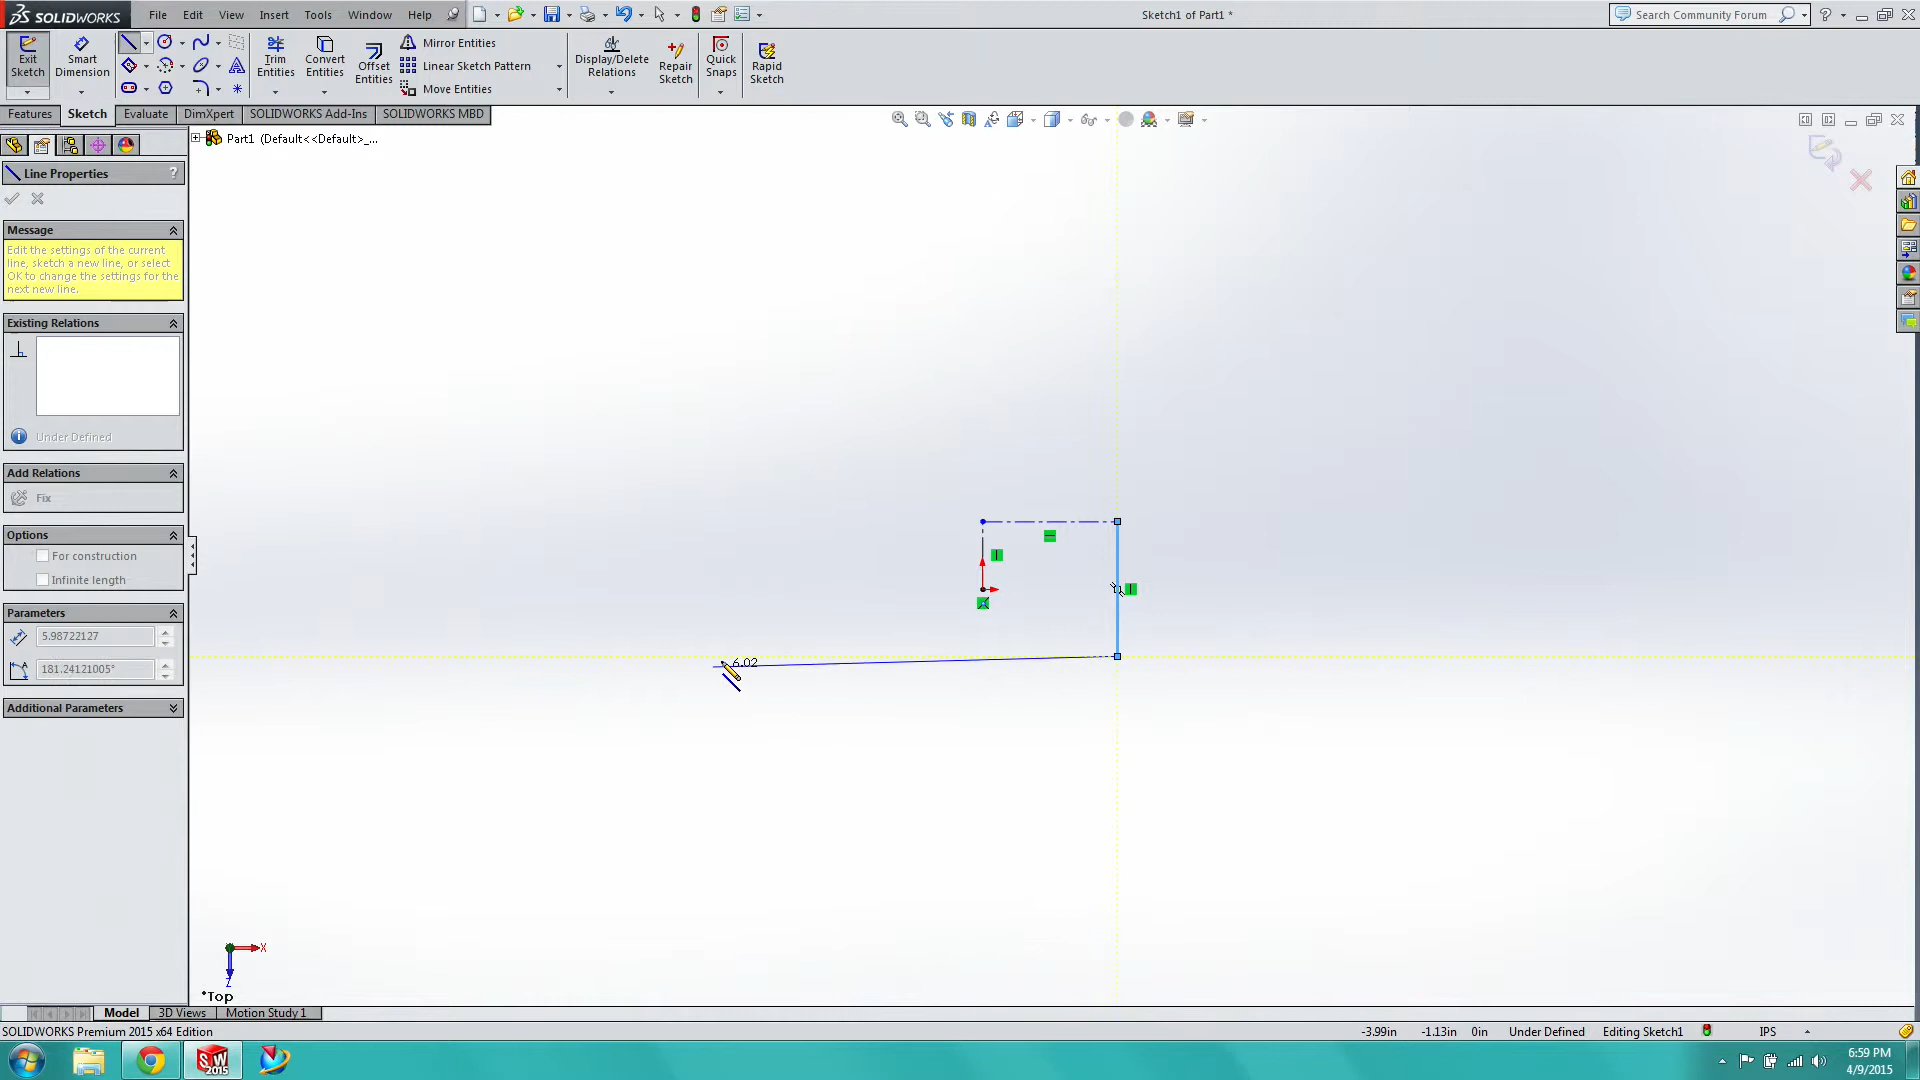 SOLIDWORKS File Edit View Insert Tools Window Help Sketch1 of Part1 * Search Community Forum
Exit Sketch
Smart Dimension
Trim Entities
Convert Entities
Offset Entities
Mirror Entities
Linear Sketch Pattern
Move Entities
Display/Delete Relations
Repair Sketch
Quick Snaps
Rapid Sketch
Features Sketch Evaluate DimXpert SOLIDWORKS Add-Ins SOLIDWORKS MBD
Part1 (Default<<Default>_...
Line Properties ?
Message
Edit the settings of the current
line, sketch a new line, or select
OK to change the settings for the
next new line.
Existing Relations
Under Defined
Add Relations
Fix
Options
For construction
Infinite length
Parameters
5.98722127
181.24121005°
Additional Parameters
6.02
X
Z
*Top
Model 3D Views Motion Study 1
SOLIDWORKS Premium 2015 x64 Edition -3.99in -1.13in 0in Under Defined Editing Sketch1 IPS
SW 2015
6:59 PM
4/9/2015